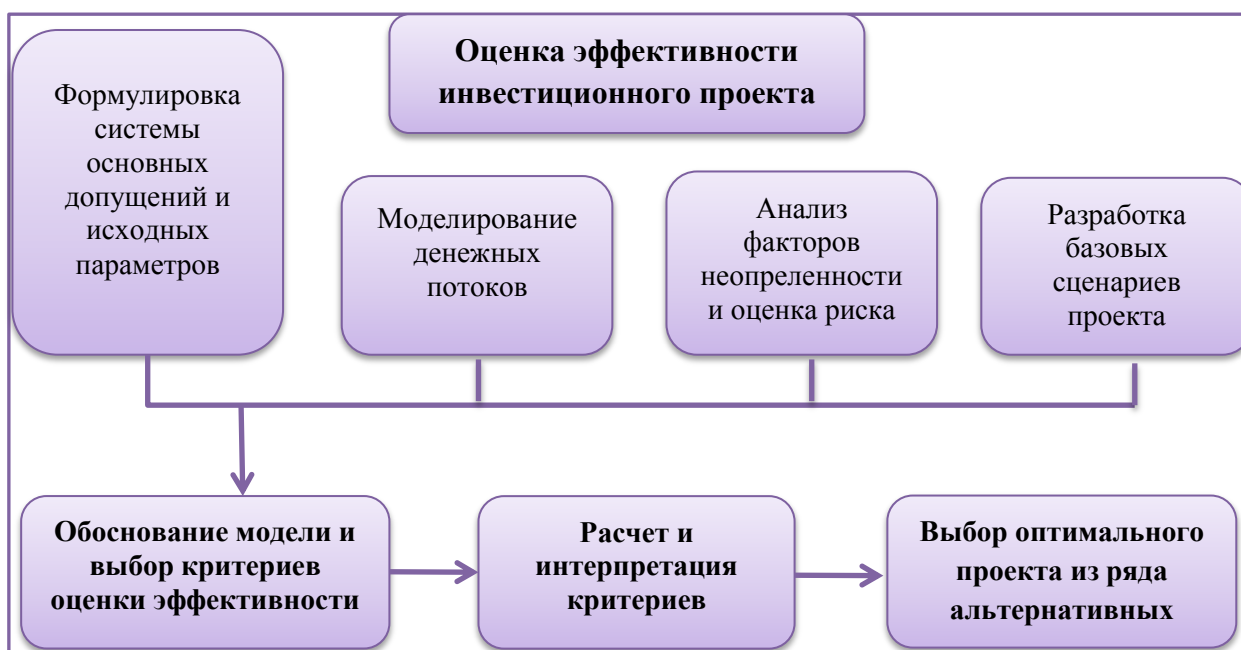 Оценка эффективности
инвестиционного проекта
Формулировка
системы
основных
допущений и
исходных
параметров
Моделирование
денежных
потоков
Анализ
факторов
неопреленности
и оценка риска
Разработка
базовых
сценариев
проекта
Обоснование модели и
выбор критериев
оценки эффективности
Расчет и
интерпретация
критериев
Выбор оптимального
проекта из ряда
альтернативных